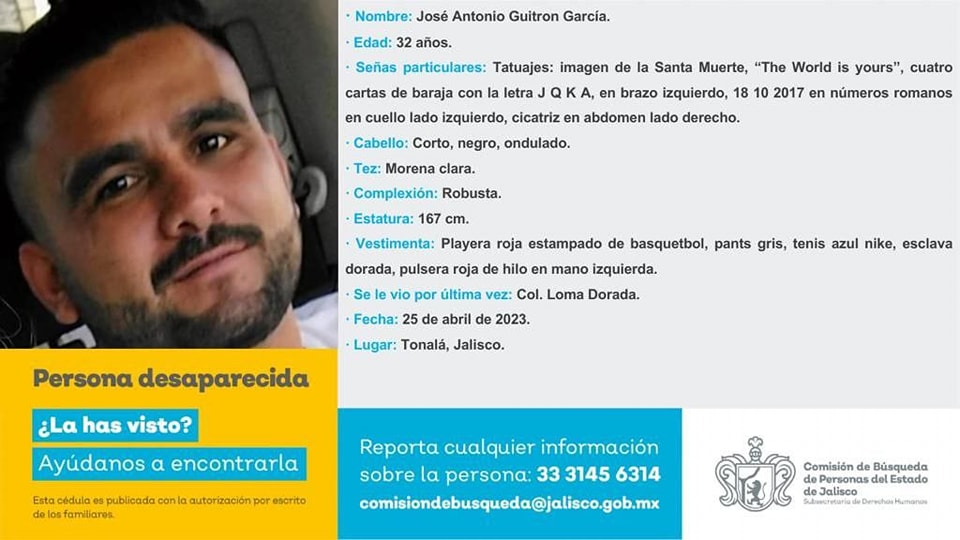 · Nombre: José Antonio Guitron García.
· Edad: 32 años.
· Señas particulares: Tatuajes: imagen de la Santa Muerte, “The World is yours”, cuatro
cartas de baraja con la letra J Q K A, en brazo izquierdo, 18 10 2017 en números romanos
en cuello lado izquierdo, cicatriz en abdomen lado derecho.
· Cabello: Corto, negro, ondulado.
· Tez: Morena clara.
· Complexión: Robusta.
· Estatura: 167 cm.
· Vestimenta: Playera roja estampado de basquetbol, pants gris, tenis azul nike, esclava
dorada, pulsera roja de hilo en mano izquierda.
· Se le vio por última vez: Col. Loma Dorada.
· Fecha: 25 de abril de 2023.
· Lugar: Tonalá, Jalisco.
Persona desaparecida
¿La has visto?
Ayúdanos a encontrarla
Esta cédula es publicada con la autorización por escrito
de los familiares.
Reporta cualquier información
sobre la persona: 33 3145 6314
comisiondebusqueda@jalisco.gob.mx
Comisión de Búsqueda
de Personas del Estado
de Jalisco
Subsecretaría de Derechos Humanos